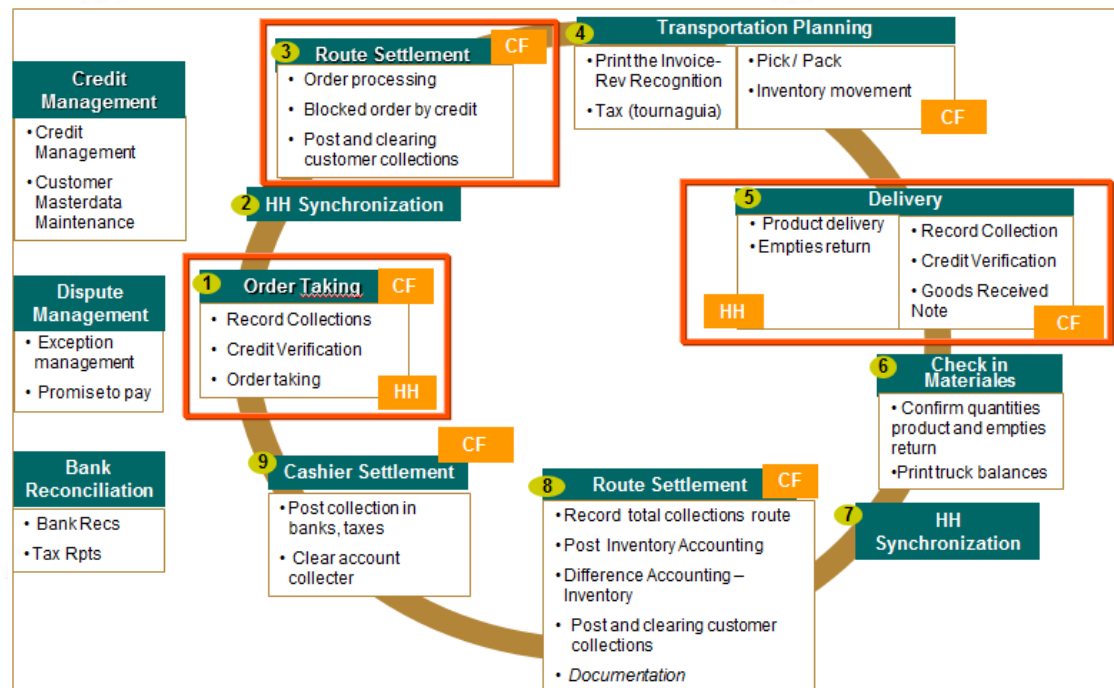 Credit
Management
• Credit
Management
• Customer
Masterdata
Maintenance
Dispute
Management
• Exception
management
• Promise to pay
Bank
Reconciliation
• Bank Recs
• Tax Rpts
1
Order Taking
CF
• Record Collections
• Credit Verification
• Order taking
HH
2
HH Synchronization
3
Route Settlement
CF
• Order processing
• Blocked order by credit
• Post and clearing
customer collections
4
Transportation Planning
• Print the Invoice-
Rev Recognition
• Tax (tournaguia)
• Pick / Pack
• Inventory movement
CF
5
Delivery
• Product delivery
• Empties return
HH
• Record Collection
• Credit Verification
• Goods Received
Note
CF
6
Check in
Materiales
• Confirm quantities
product and empties
return
• Print truck balances
7
HH
Synchronization
8
Route Settlement
CF
• Record total collections route
• Post Inventory Accounting
• Difference Accounting –
Inventory
• Post and clearing customer
collections
• Documentation
9
Cashier Settlement
CF
• Post collection in
banks, taxes
• Clear account
collecter